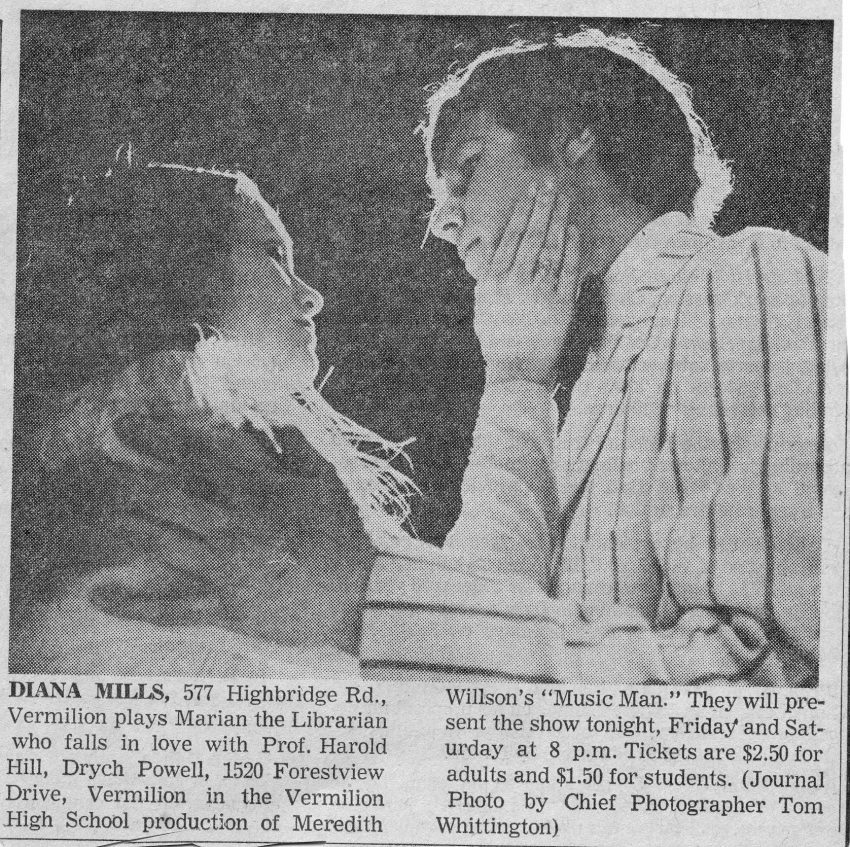 DIANA MILLS, 577 Highbridge Rd.,
Vermilion plays Marian the Librarian
who falls in love with Prof. Harold
Hill, Drych Powell, 1520 Forestview
Drive, Vermilion in the Vermilion
High School production of Meredith
Willson's "Music Man." They will pre-
sent the show tonight, Friday and Sat-
urday at 8 p.m. Tickets are $2.50 for
adults and $1.50 for students. (Journal
Photo by Chief Photographer Tom
Whittington)